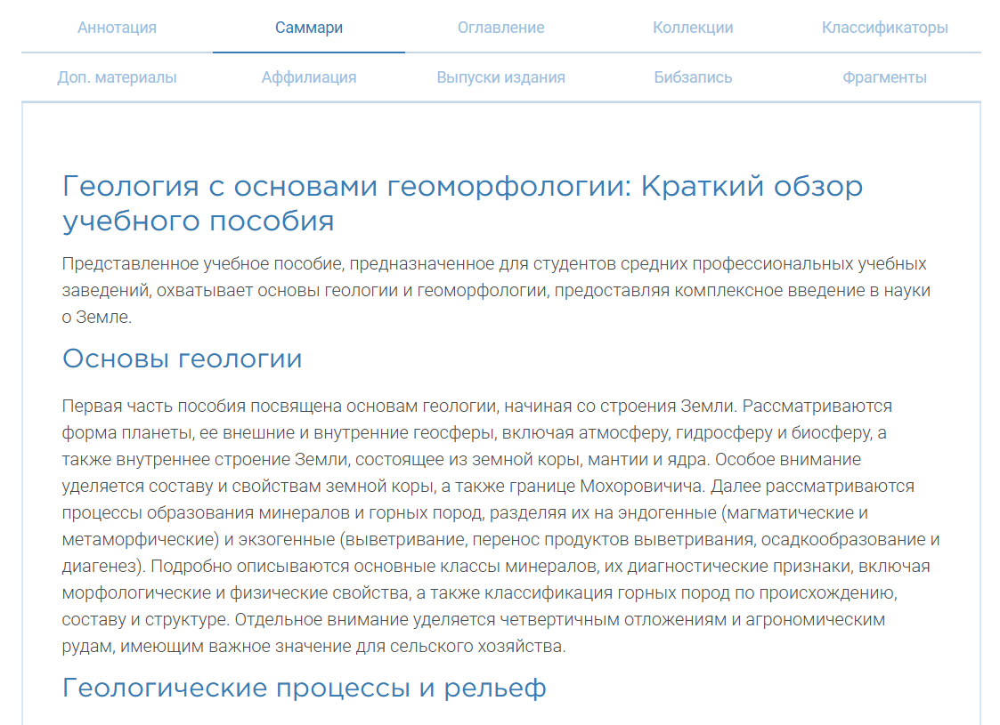 Аннотация Саммари Оглавление Коллекции Классификаторы
Доп. материалы Аффилиация Выпуски издания Бибзапись Фрагменты
Геология с основами геоморфологии: Краткий обзор
учебного пособия
Представленное учебное пособие, предназначенное для студентов средних профессиональных учебных
заведений, охватывает основы геологии и геоморфологии, предоставляя комплексное введение в науки
о Земле.
Основы геологии
Первая часть пособия посвящена основам геологии, начиная со строения Земли. Рассматриваются
форма планеты, ее внешние и внутренние геосферы, включая атмосферу, гидросферу и биосферу, а
также внутреннее строение Земли, состоящее из земной коры, мантии и ядра. Особое внимание
уделяется составу и свойствам земной коры, а также границе Мохоровичича. Далее рассматриваются
процессы образования минералов и горных пород, разделяя их на эндогенные (магматические и
метаморфические) и экзогенные (выветривание, перенос продуктов выветривания, осадкообразование и
диагенез). Подробно описываются основные классы минералов, их диагностические признаки, включая
морфологические и физические свойства, а также классификация горных пород по происхождению,
составу и структуре. Отдельное внимание уделяется четвертичным отложениям и агрономическим
рудам, имеющим важное значение для сельского хозяйства.
Геологические процессы и рельеф